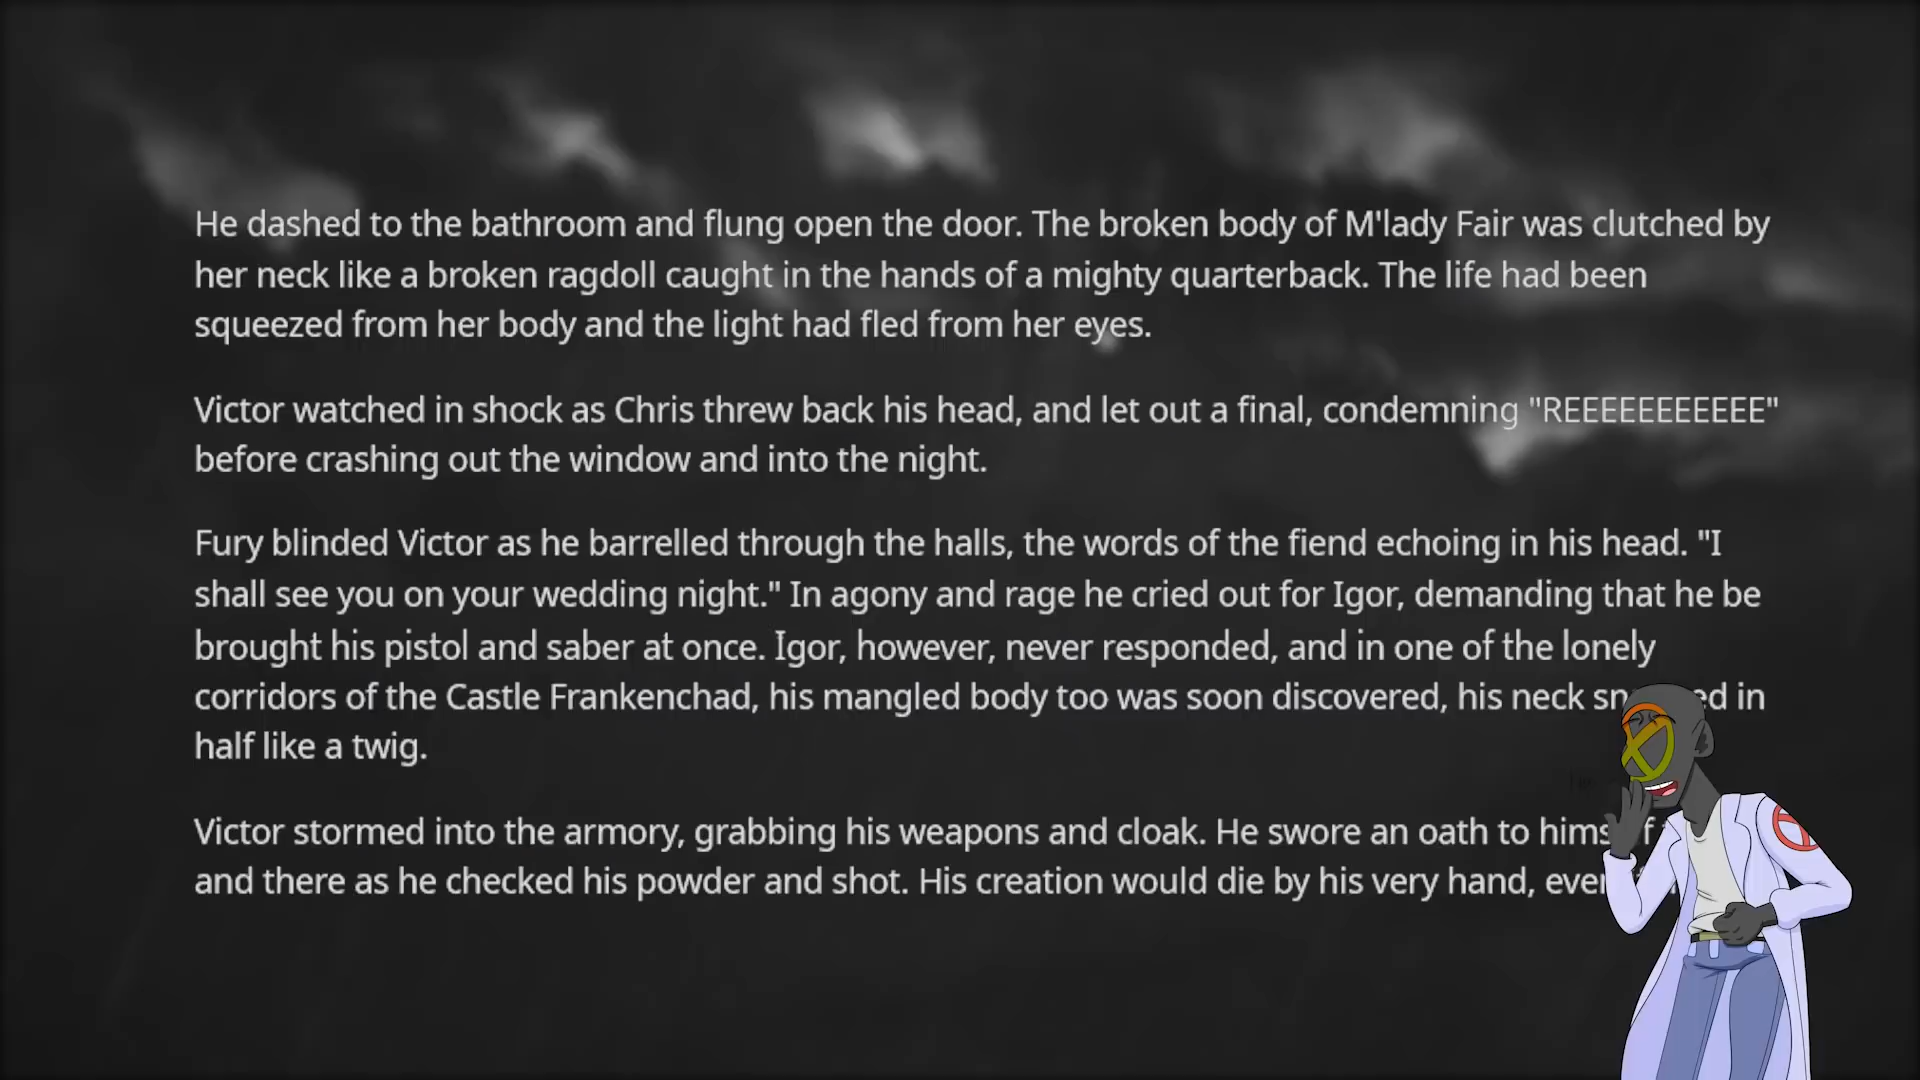 He dashed to the bathroom and flung open the door. The broken body of M'lady Fair was clutched by
her neck like a broken ragdoll caught in the hands of a mighty quarterback. The life had been
squeezed from her body and the light had fled from her eyes.
Victor watched in shock as Chris threw back his head, and let out a final, condemning "REEEEEEEEEEE"
before crashing out the window and into the night.
Fury blinded Victor as he barrelled through the halls, the words of the fiend echoing in his head. "I
shall see you on your wedding night." In agony and rage he cried out for Igor, demanding that he be
brought his pistol and saber at once. Igor, however, never responded, and in one of the lonely
corridors of the Castle Frankenchad, his mangled body too was soon discovered, his neck in
half like a twig.
Victor stormed into the armory, grabbing his weapons and cloak. He swore an oath to
and there as he checked his powder and shot. His creation would die by his very hand,